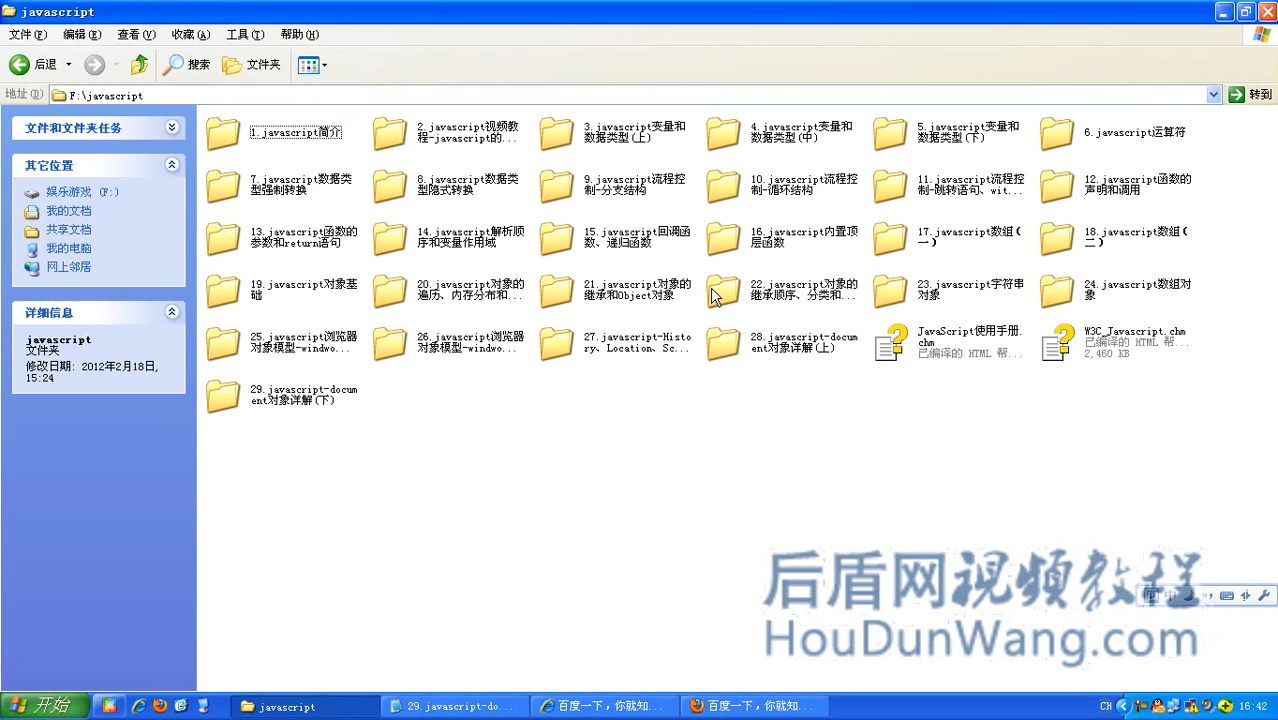 javascript
文件(F) 编辑(E) 查看(V) 收藏(A) 工具(T) 帮助(H)
后退 搜索 文件夹
地址(D) F:\javascript 转到
文件和文件夹任务
其它位置
娱乐游戏 (F:)
我的文档
共享文档
我的电脑
网上邻居
详细信息
javascript
文件夹
修改日期: 2012年2月18日,
15:24
1.javascript简介
2.javascript视频教
程-javascript的...
3.javascript变量和
数据类型(上)
4.javascript变量和
数据类型(中)
5.javascript变量和
数据类型(下)
6.javascript运算符
7.javascript数据类
型强制转换
8.javascript数据类
型隐式转换
9.javascript流程控
制-分支结构
10.javascript流程控
制-循环结构
11.javascript流程控
制-跳转语句、wit...
12.javascript函数的
声明和调用
13.javascript函数的
参数和return语句
14.javascript解析顺
序和变量作用域
15.javascript回调函
数、递归函数
16.javascript内置顶
层函数
17.javascript数组(
一)
18.javascript数组(
二)
19.javascript对象基
础
20.javascript对象的
遍历、内存分布和...
21.javascript对象的
继承和Object对象
22.javascript对象的
继承顺序、分类和...
23.javascript字符串
对象
24.javascript数组对
象
25.javascript浏览器
对象模型-windwo...
26.javascript浏览器
对象模型-windwo...
27.javascript-Histo
ry、Location、Sc...
28.javascript-docum
ent对象详解(上)
JavaScript使用手册.
chm
已编译的 HTML 帮...
W3C_Javascript.chm
已编译的 HTML 帮...
2,460 KB
29.javascript-docum
ent对象详解(下)
后盾网视频教程
HouDunWang.com
开始 javascript 29.javascript-do... 百度一下，你就知... 百度一下，你就知... CH 16:42